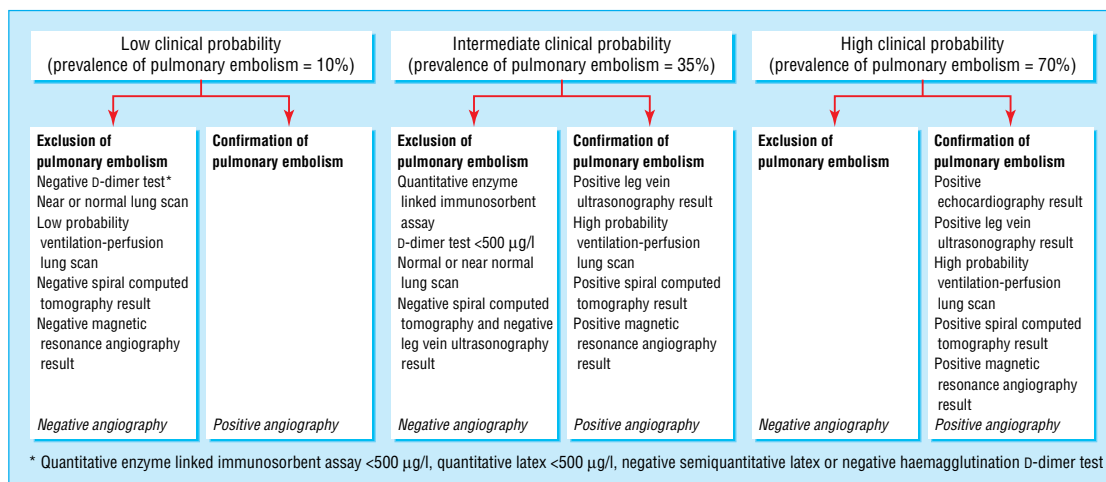 Low clinical probability
(prevalence of pulmonary embolism = 10%)
Intermediate clinical probability
(prevalence of pulmonary embolism = 35%)
High clinical probability
(prevalence of pulmonary embolism = 70%)
Exclusion of
pulmonary embolism
Negative D-dimer test*
Near or normal lung scan
Low probability
ventilation-perfusion
lung scan
Negative spiral computed
tomography result
Negative magnetic
resonance angiography
result
Negative angiography
Confirmation of
pulmonary embolism
Positive angiography
Exclusion of
pulmonary embolism
Quantitative enzyme
linked immunosorbent
assay
D-dimer test <500 µg/l
Normal or near normal
lung scan
Negative spiral computed
tomography and negative
leg vein ultrasonography
result
Negative angiography
Confirmation of
pulmonary embolism
Positive leg vein
ultrasonography result
High probability
ventilation-perfusion
lung scan
Positive spiral computed
tomography result
Positive magnetic
resonance angiography
result
Positive angiography
Exclusion of
pulmonary embolism
Negative angiography
Confirmation of
pulmonary embolism
Positive
echocardiography result
Positive leg vein
ultrasonography result
High probability
ventilation-perfusion
lung scan
Positive spiral computed
tomography result
Positive magnetic
resonance angiography
result
Positive angiography
* Quantitative enzyme linked immunosorbent assay <500 µg/l, quantitative latex <500 µg/l, negative semiquantitative latex or negative haemagglutination D-dimer test